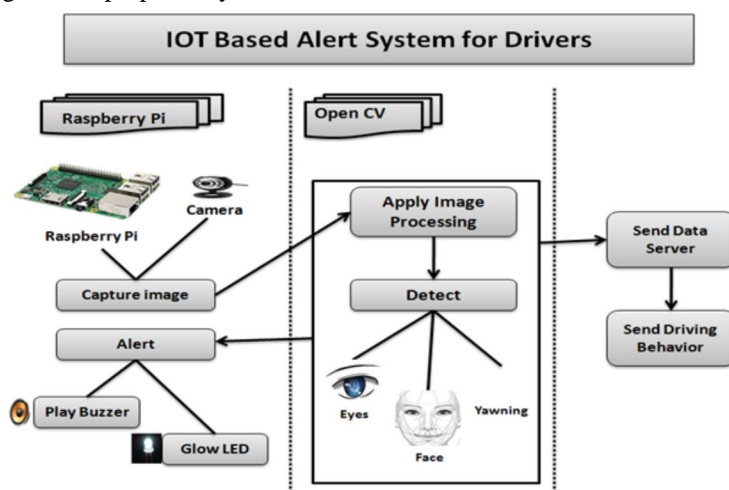 IOT Based Alert System for Drivers
Raspberry Pi
Raspberry Pi
Camera
Capture image
Alert
Play Buzzer
Glow LED
Open CV
Apply Image
Processing
Detect
Eyes
Face
Yawning
Send Data
Server
Send Driving
Behavior